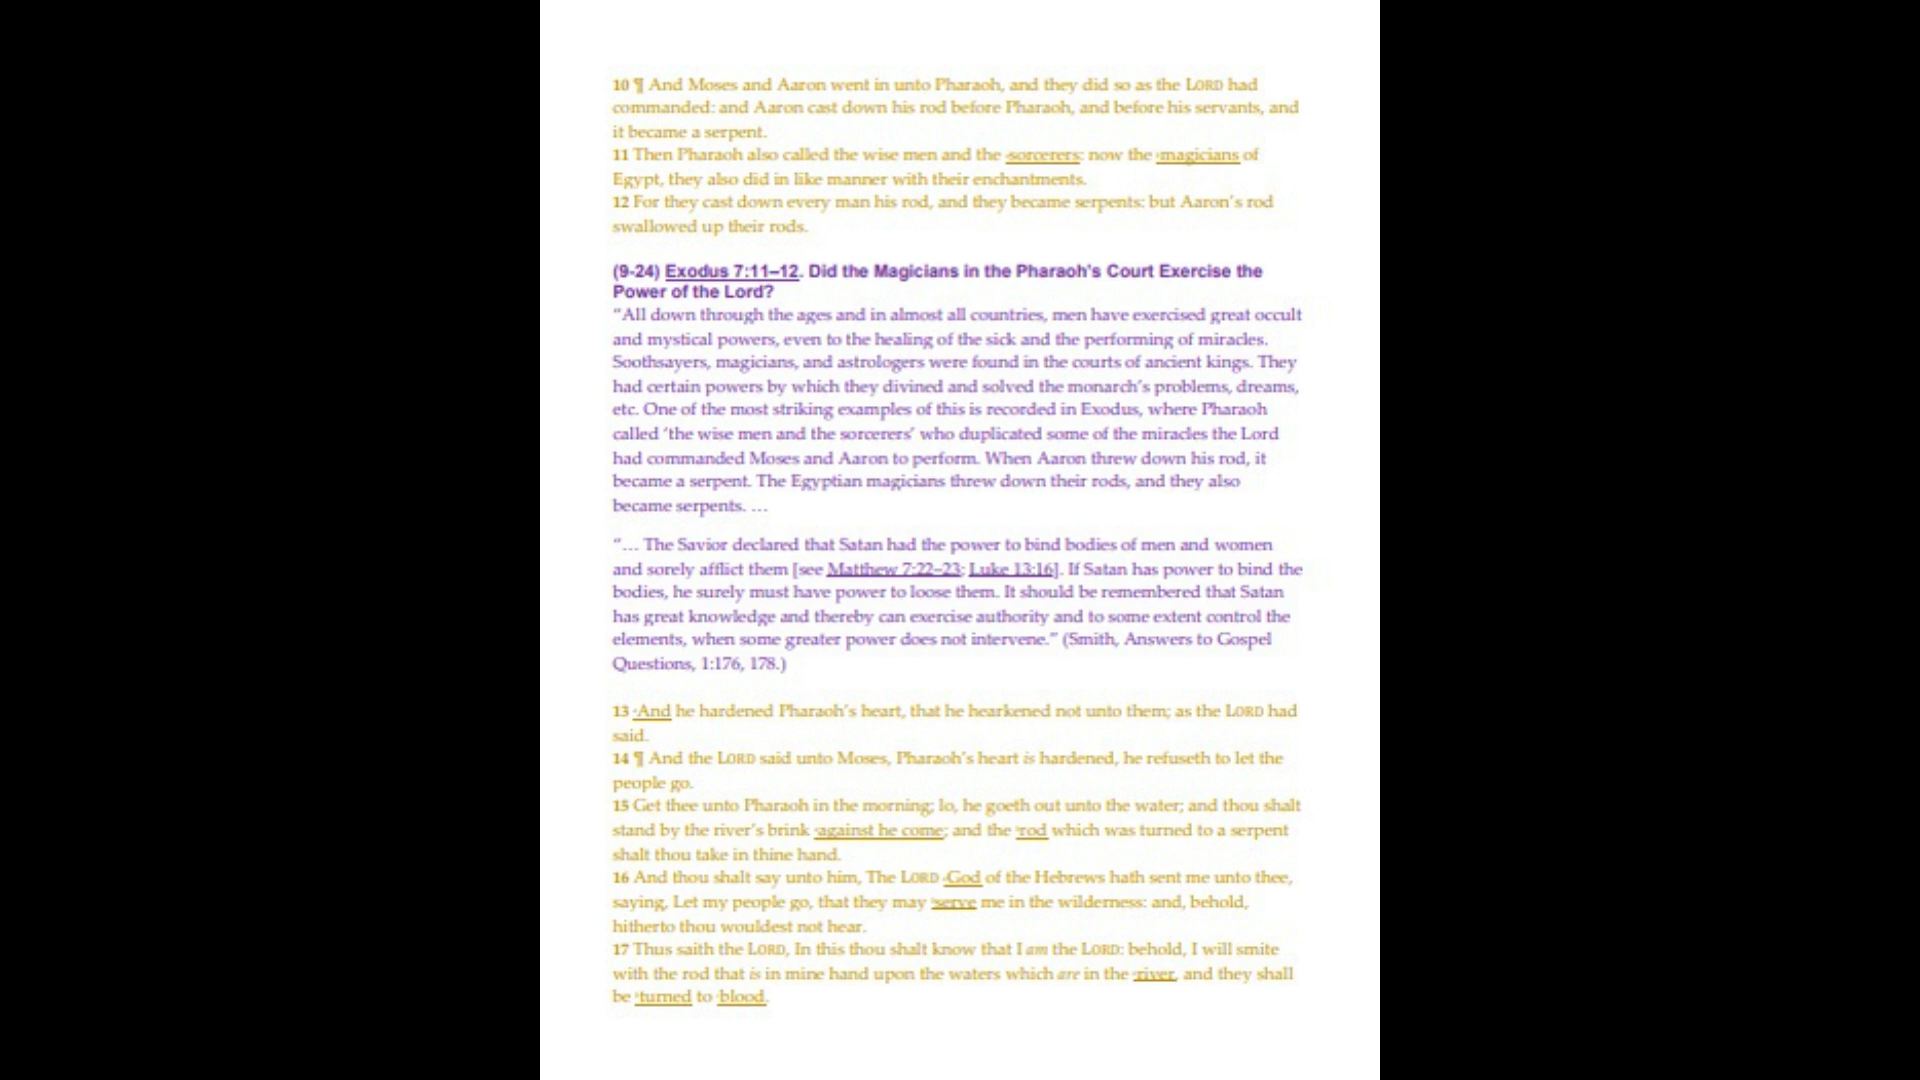 10 ¶ And Moses and Aaron went in unto Pharaoh, and they did so as the LORD had
commanded: and Aaron cast down his rod before Pharaoh, and before his servants, and
it became a serpent.
11 Then Pharaoh also called the wise men and the sorcerers: now the magicians of
Egypt, they also did in like manner with their enchantments.
12 For they cast down every man his rod, and they became serpents: but Aaron's rod
swallowed up their rods.
(9-24) Exodus 7:11–12. Did the Magicians in the Pharaoh's Court Exercise the
Power of the Lord?
“All down through the ages and in almost all countries, men have exercised great occult
and mystical powers, even to the healing of the sick and the performing of miracles.
Soothsayers, magicians, and astrologers were found in the courts of ancient kings. They
had certain powers by which they divined and solved the monarch's problems, dreams,
etc. One of the most striking examples of this is recorded in Exodus, where Pharaoh
called ‘the wise men and the sorcerers’ who duplicated some of the miracles the Lord
had commanded Moses and Aaron to perform. When Aaron threw down his rod, it
became a serpent. The Egyptian magicians threw down their rods, and they also
became serpents. …
“… The Savior declared that Satan had the power to bind bodies of men and women
and sorely afflict them [see Matthew 7:22–23; Luke 13:16]. If Satan has power to bind the
bodies, he surely must have power to loose them. It should be remembered that Satan
has great knowledge and thereby can exercise authority and to some extent control the
elements, when some greater power does not intervene.” (Smith, Answers to Gospel
Questions, 1:176, 178.)
13 And he hardened Pharaoh's heart, that he hearkened not unto them; as the LORD had
said.
14 ¶ And the LORD said unto Moses, Pharaoh's heart is hardened, he refuseth to let the
people go.
15 Get thee unto Pharaoh in the morning; lo, he goeth out unto the water; and thou shalt
stand by the river's brink against he come; and the rod which was turned to a serpent
shalt thou take in thine hand.
16 And thou shalt say unto him, The LORD God of the Hebrews hath sent me unto thee,
saying, Let my people go, that they may serve me in the wilderness: and, behold,
hitherto thou wouldest not hear.
17 Thus saith the LORD, In this thou shalt know that I am the LORD: behold, I will smite
with the rod that is in mine hand upon the waters which are in the river, and they shall
be turned to blood.